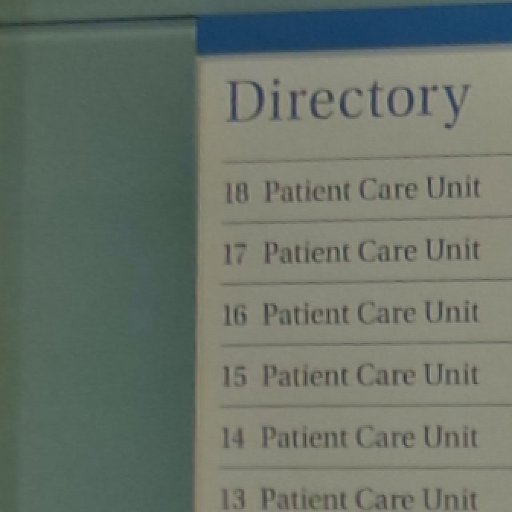 Directory
18 Patient Care Unit
17 Patient Care Unit
16 Patient Care Unit
15 Patient Care Unit
14 Patient Care Unit
13 Patient Care Unit